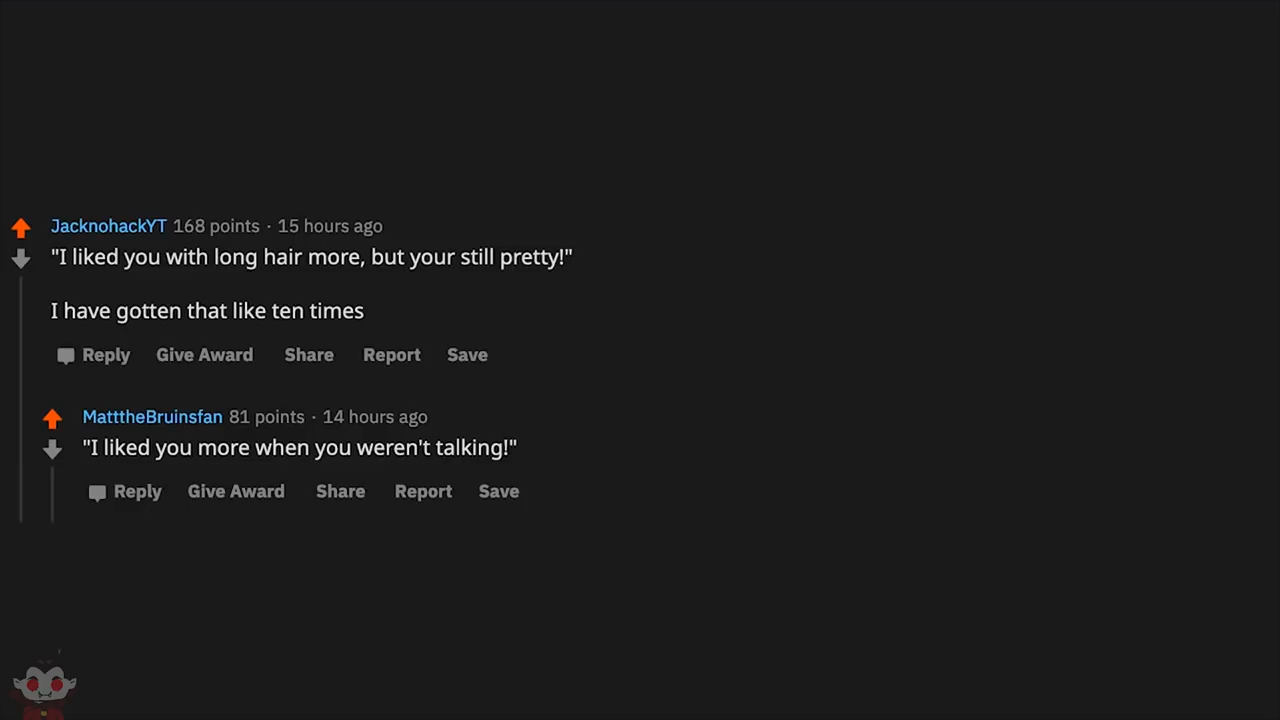 JacknohackYT 168 points · 15 hours ago
"I liked you with long hair more, but your still pretty!"
I have gotten that like ten times
Reply Give Award Share Report Save
MatttheBruinsfan 81 points · 14 hours ago
"I liked you more when you weren't talking!"
Reply Give Award Share Report Save